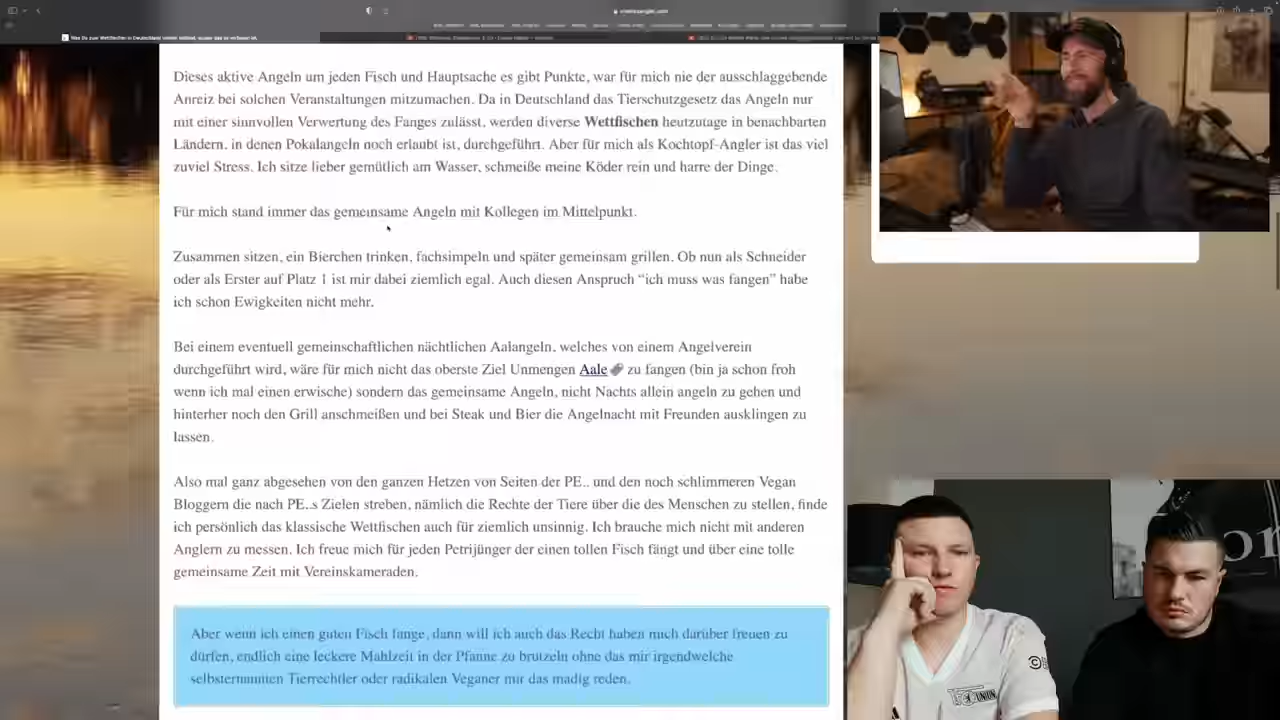 Dieses aktive Angeln um jeden Fisch und Hauptsache es gibt Punkte, war für mich nie der ausschlaggebende
Anreiz bei solchen Veranstaltungen mitzumachen. Da in Deutschland das Tierschutzgesetz das Angeln nur
mit einer sinnvollen Verwertung des Fanges zulässt, werden diverse Wettfischen heutzutage in benachbarten
Ländern, in denen Pokalangeln noch erlaubt ist, durchgeführt. Aber für mich als Kochtopf-Angler ist das viel
zuviel Stress. Ich sitze lieber gemütlich am Wasser, schmeiße meine Köder rein und harre der Dinge.
Für mich stand immer das gemeinsame Angeln mit Kollegen im Mittelpunkt.
Zusammen sitzen, ein Bierchen trinken, fachsimpeln und später gemeinsam grillen. Ob nun als Schneider
oder als Erster auf Platz 1 ist mir dabei ziemlich egal. Auch diesen Anspruch “ich muss was fangen” habe
ich schon Ewigkeiten nicht mehr.
Bei einem eventuell gemeinschaftlichen nächtlichen Aalangeln, welches von einem Angelverein
durchgeführt wird, wäre für mich nicht das oberste Ziel Unmengen Aale zu fangen (bin ja schon froh
wenn ich mal einen erwische) sondern das gemeinsame Angeln, nicht Nachts allein angeln zu gehen und
hinterher noch den Grill anschmeißen und bei Steak und Bier die Angelnacht mit Freunden ausklingen zu
lassen.
Also mal ganz abgesehen von den ganzen Hetzen von Seiten der PE.. und den noch schlimmeren Vegan
Bloggern die nach PE..s Zielen streben, nämlich die Rechte der Tiere über die des Menschen zu stellen, finde
ich persönlich das klassische Wettfischen auch für ziemlich unsinnig. Ich brauche mich nicht mit anderen
Anglern zu messen. Ich freue mich für jeden Petrijünger der einen tollen Fisch fängt und über eine tolle
gemeinsame Zeit mit Vereinskameraden.
Aber wenn ich einen guten Fisch fange, dann will ich auch das Recht haben mich darüber freuen zu
dürfen, endlich eine leckere Mahlzeit in der Pfanne zu brutzeln ohne das mir irgendwelche
selbsternannten Tierrechtler oder radikalen Veganer mir das madig reden.
UNION
or